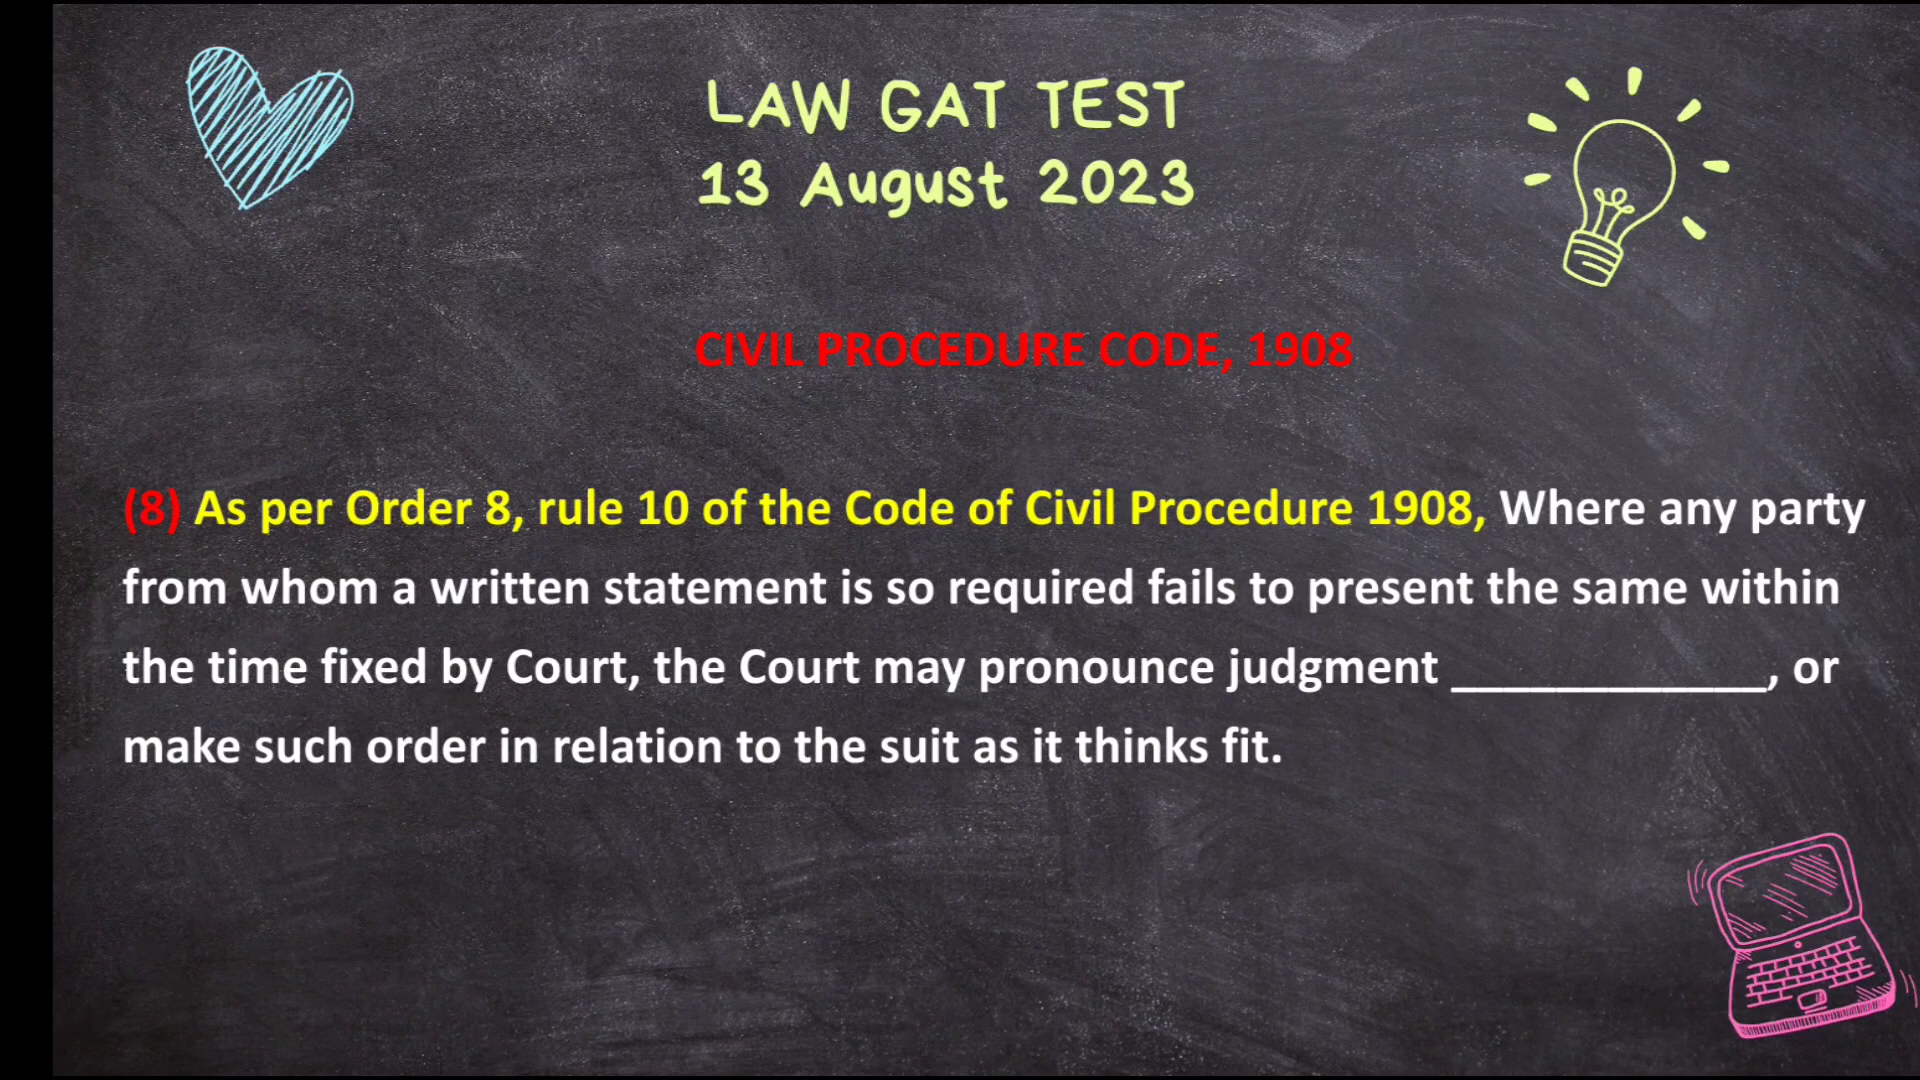 LAW GAT TEST
13 August 2023
CIVIL PROCEDURE CODE, 1908
(8) As per Order 8, rule 10 of the Code of Civil Procedure 1908, Where any party
from whom a written statement is so required fails to present the same within
the time fixed by Court, the Court may pronounce judgment _____________, or
make such order in relation to the suit as it thinks fit.